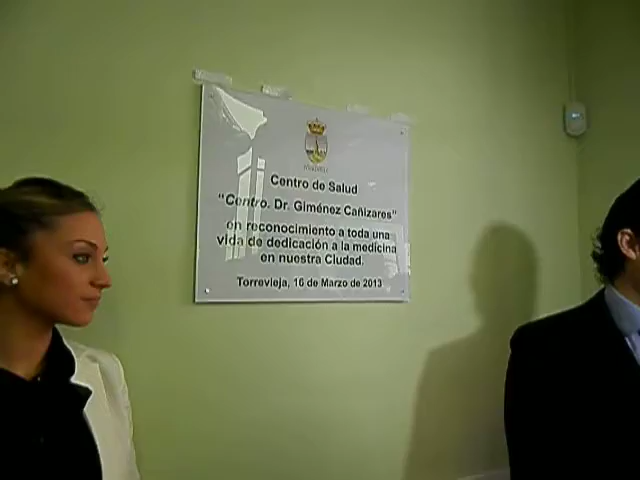 Centro de Salud
"Centro. Dr. Giménez Cañizares"
en reconocimiento a toda una
vida de dedicación a la medicina
en nuestra Ciudad.
Torrevieja, 16 de Marzo de 2013